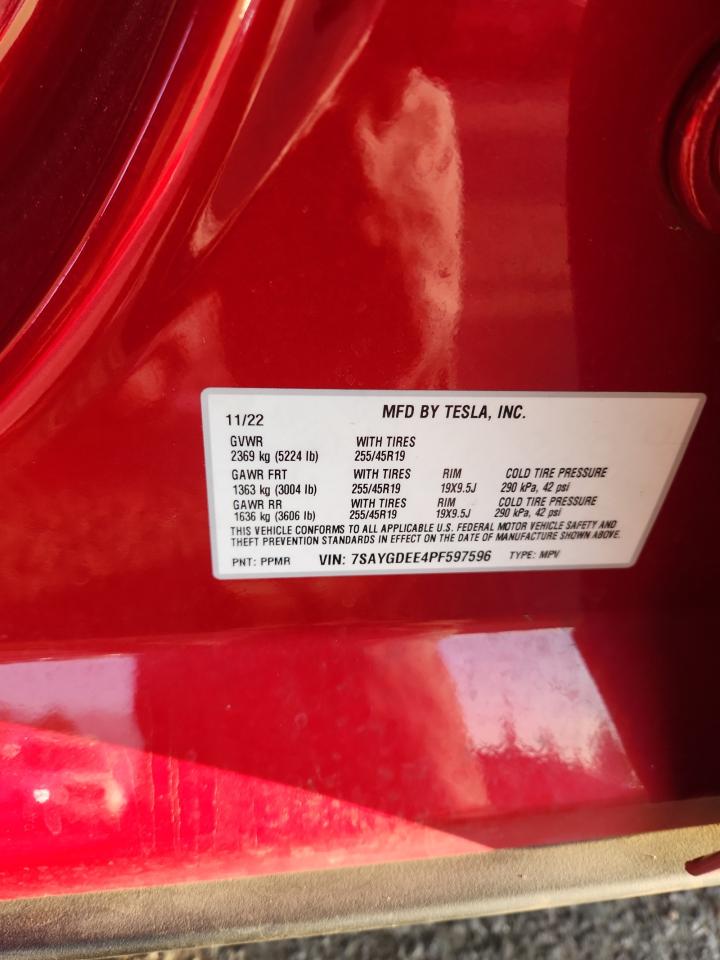 11/22 MFD BY TESLA, INC.
GVWR WITH TIRES
2369 kg (5224 lb) 255/45R19
GAWR FRT WITH TIRES RIM COLD TIRE PRESSURE
1363 kg (3004 lb) 255/45R19 19X9.5J 290 kPa, 42 psi
GAWR RR WITH TIRES RIM COLD TIRE PRESSURE
1636 kg (3606 lb) 255/45R19 19X9.5J 290 kPa, 42 psi
THIS VEHICLE CONFORMS TO ALL APPLICABLE U.S. FEDERAL MOTOR VEHICLE SAFETY AND
THEFT PREVENTION STANDARDS IN EFFECT ON THE DATE OF MANUFACTURE SHOWN ABOVE.
PNT: PPMR VIN: 7SAYGDEE4PF597596 TYPE: MPV